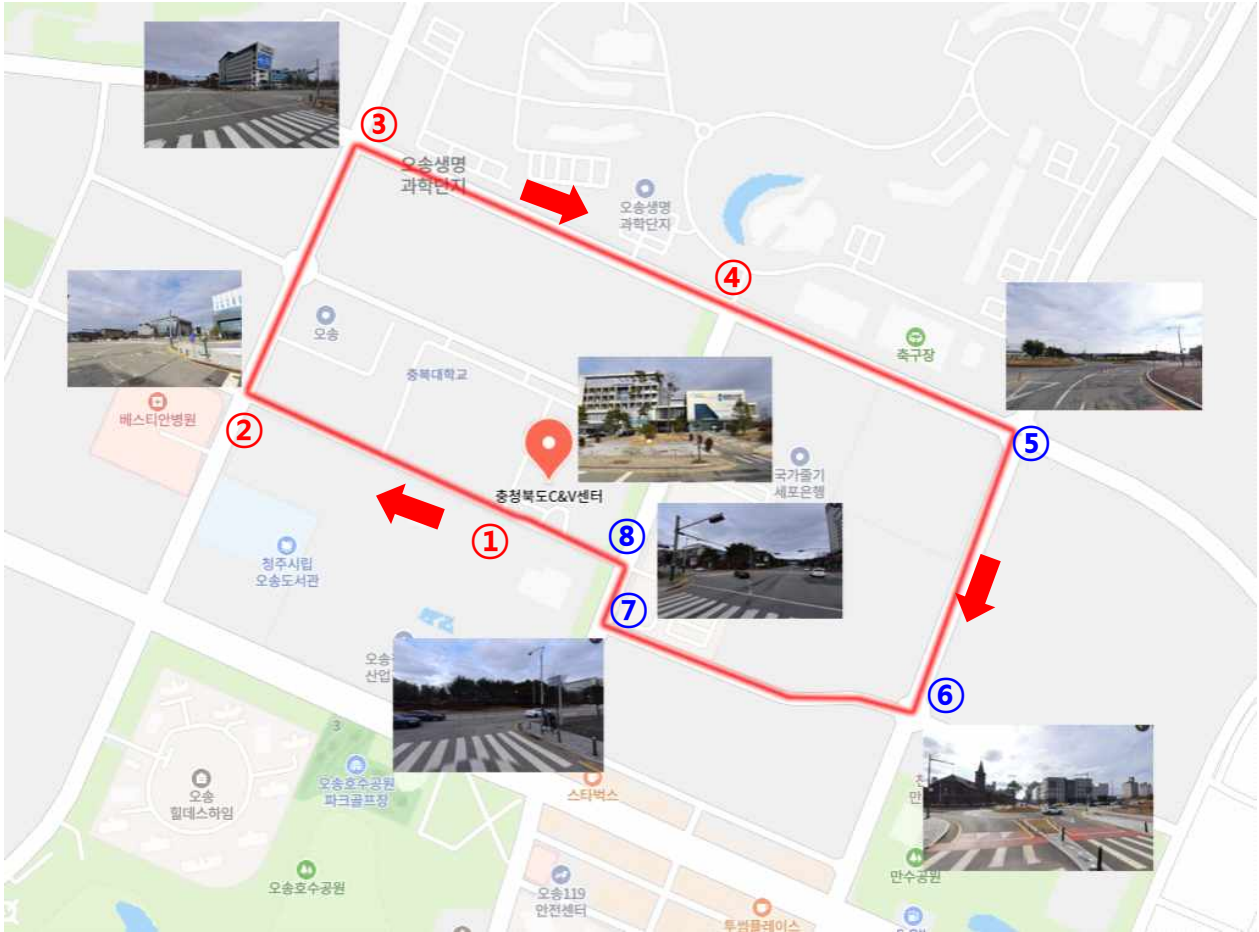 ③
오송생명
과학단지
오송생명
과학단지
④
축구장
오송
충북대학교
베스티안병원
②
⑤
국가줄기
세포은행
충청북도C&V센터
①
⑧
청주시립
오송도서관
⑦
⑥
산업
3
오송호수공원
파크골프장
스타벅스
오송
힐데스하임
만수공원
오송호수공원
오송119
안전센터
투썸플레이스